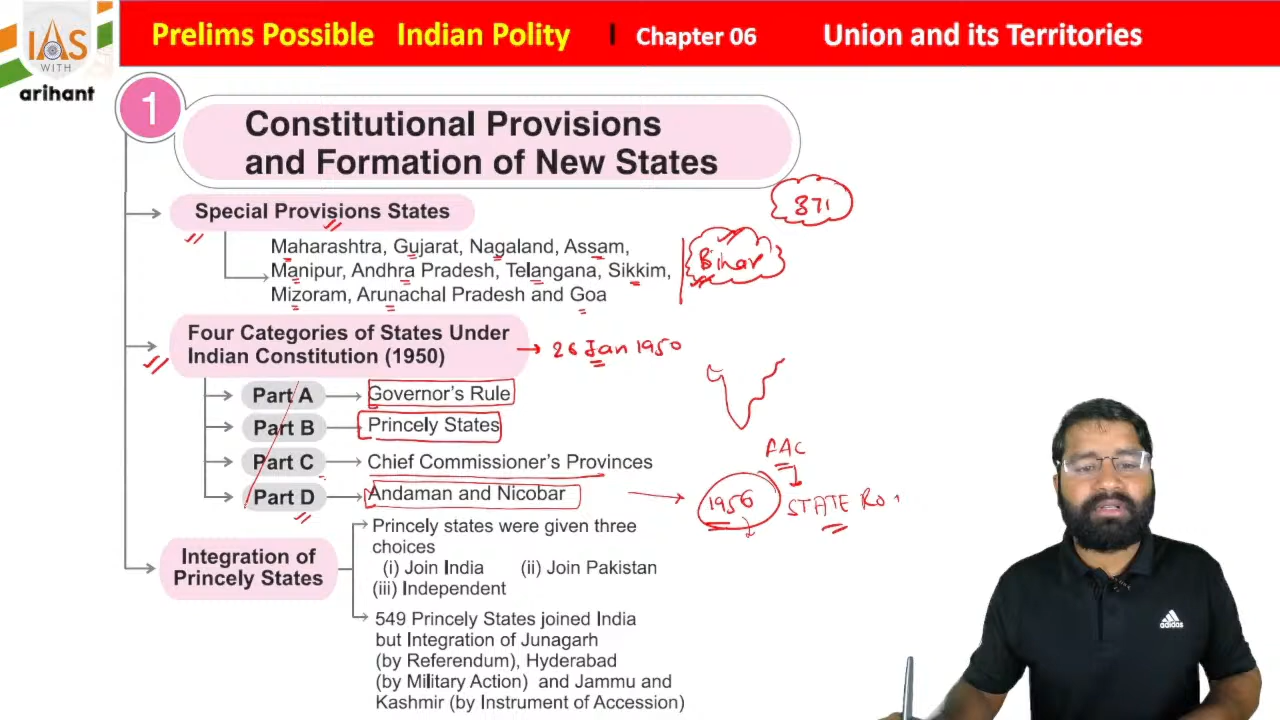 Prelims Possible Indian Polity | Chapter 06 Union and its Territories
IAS
WITH
arihant
1
Constitutional Provisions
and Formation of New States
Special Provisions States
371
Maharashtra, Gujarat, Nagaland, Assam,
Manipur, Andhra Pradesh, Telangana, Sikkim,
Mizoram, Arunachal Pradesh and Goa
Bihar
Four Categories of States Under
Indian Constitution (1950)
26 Jan 1950
Part A
Governor's Rule
Part B
Princely States
Part C
Chief Commissioner's Provinces
Part D
Andaman and Nicobar
1956
STATE
Integration of
Princely States
Princely states were given three
choices
(i) Join India (ii) Join Pakistan
(iii) Independent
549 Princely States joined India
but Integration of Junagarh
(by Referendum), Hyderabad
(by Military Action) and Jammu and
Kashmir (by Instrument of Accession)
adidas